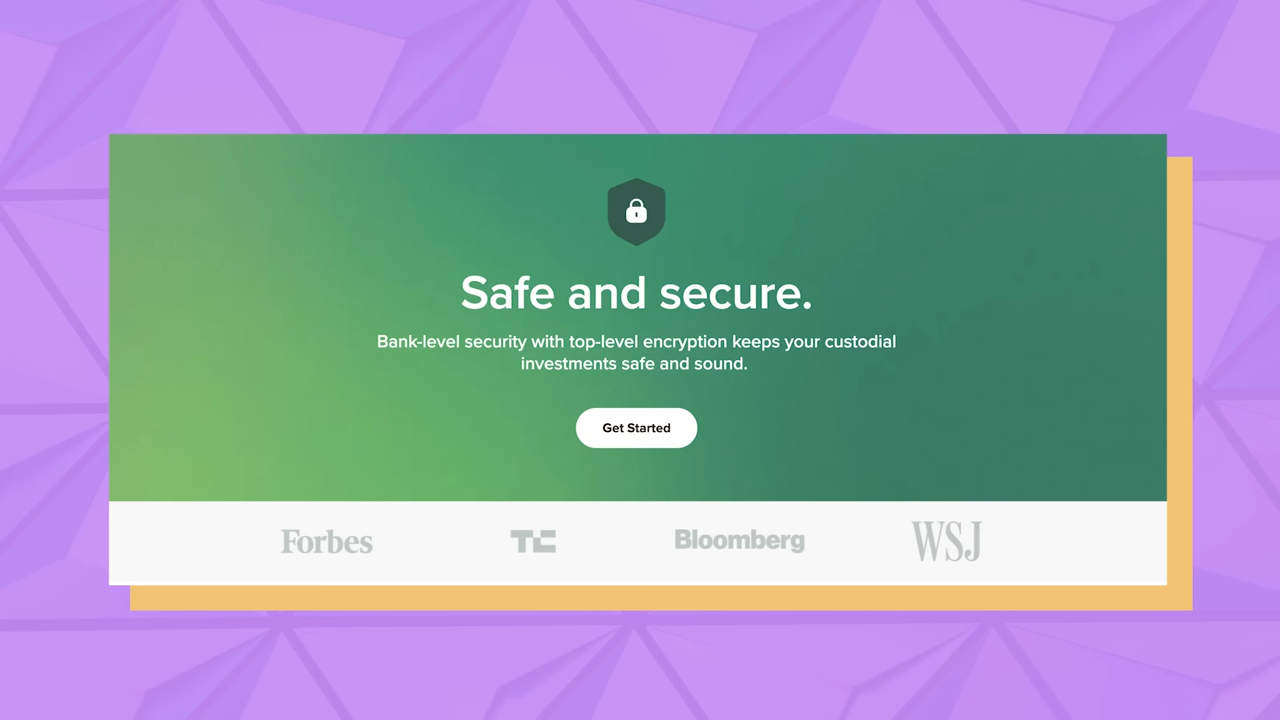 Safe and secure.
Bank-level security with top-level encryption keeps your custodial
investments safe and sound.
Get Started
Forbes TC Bloomberg WSJ